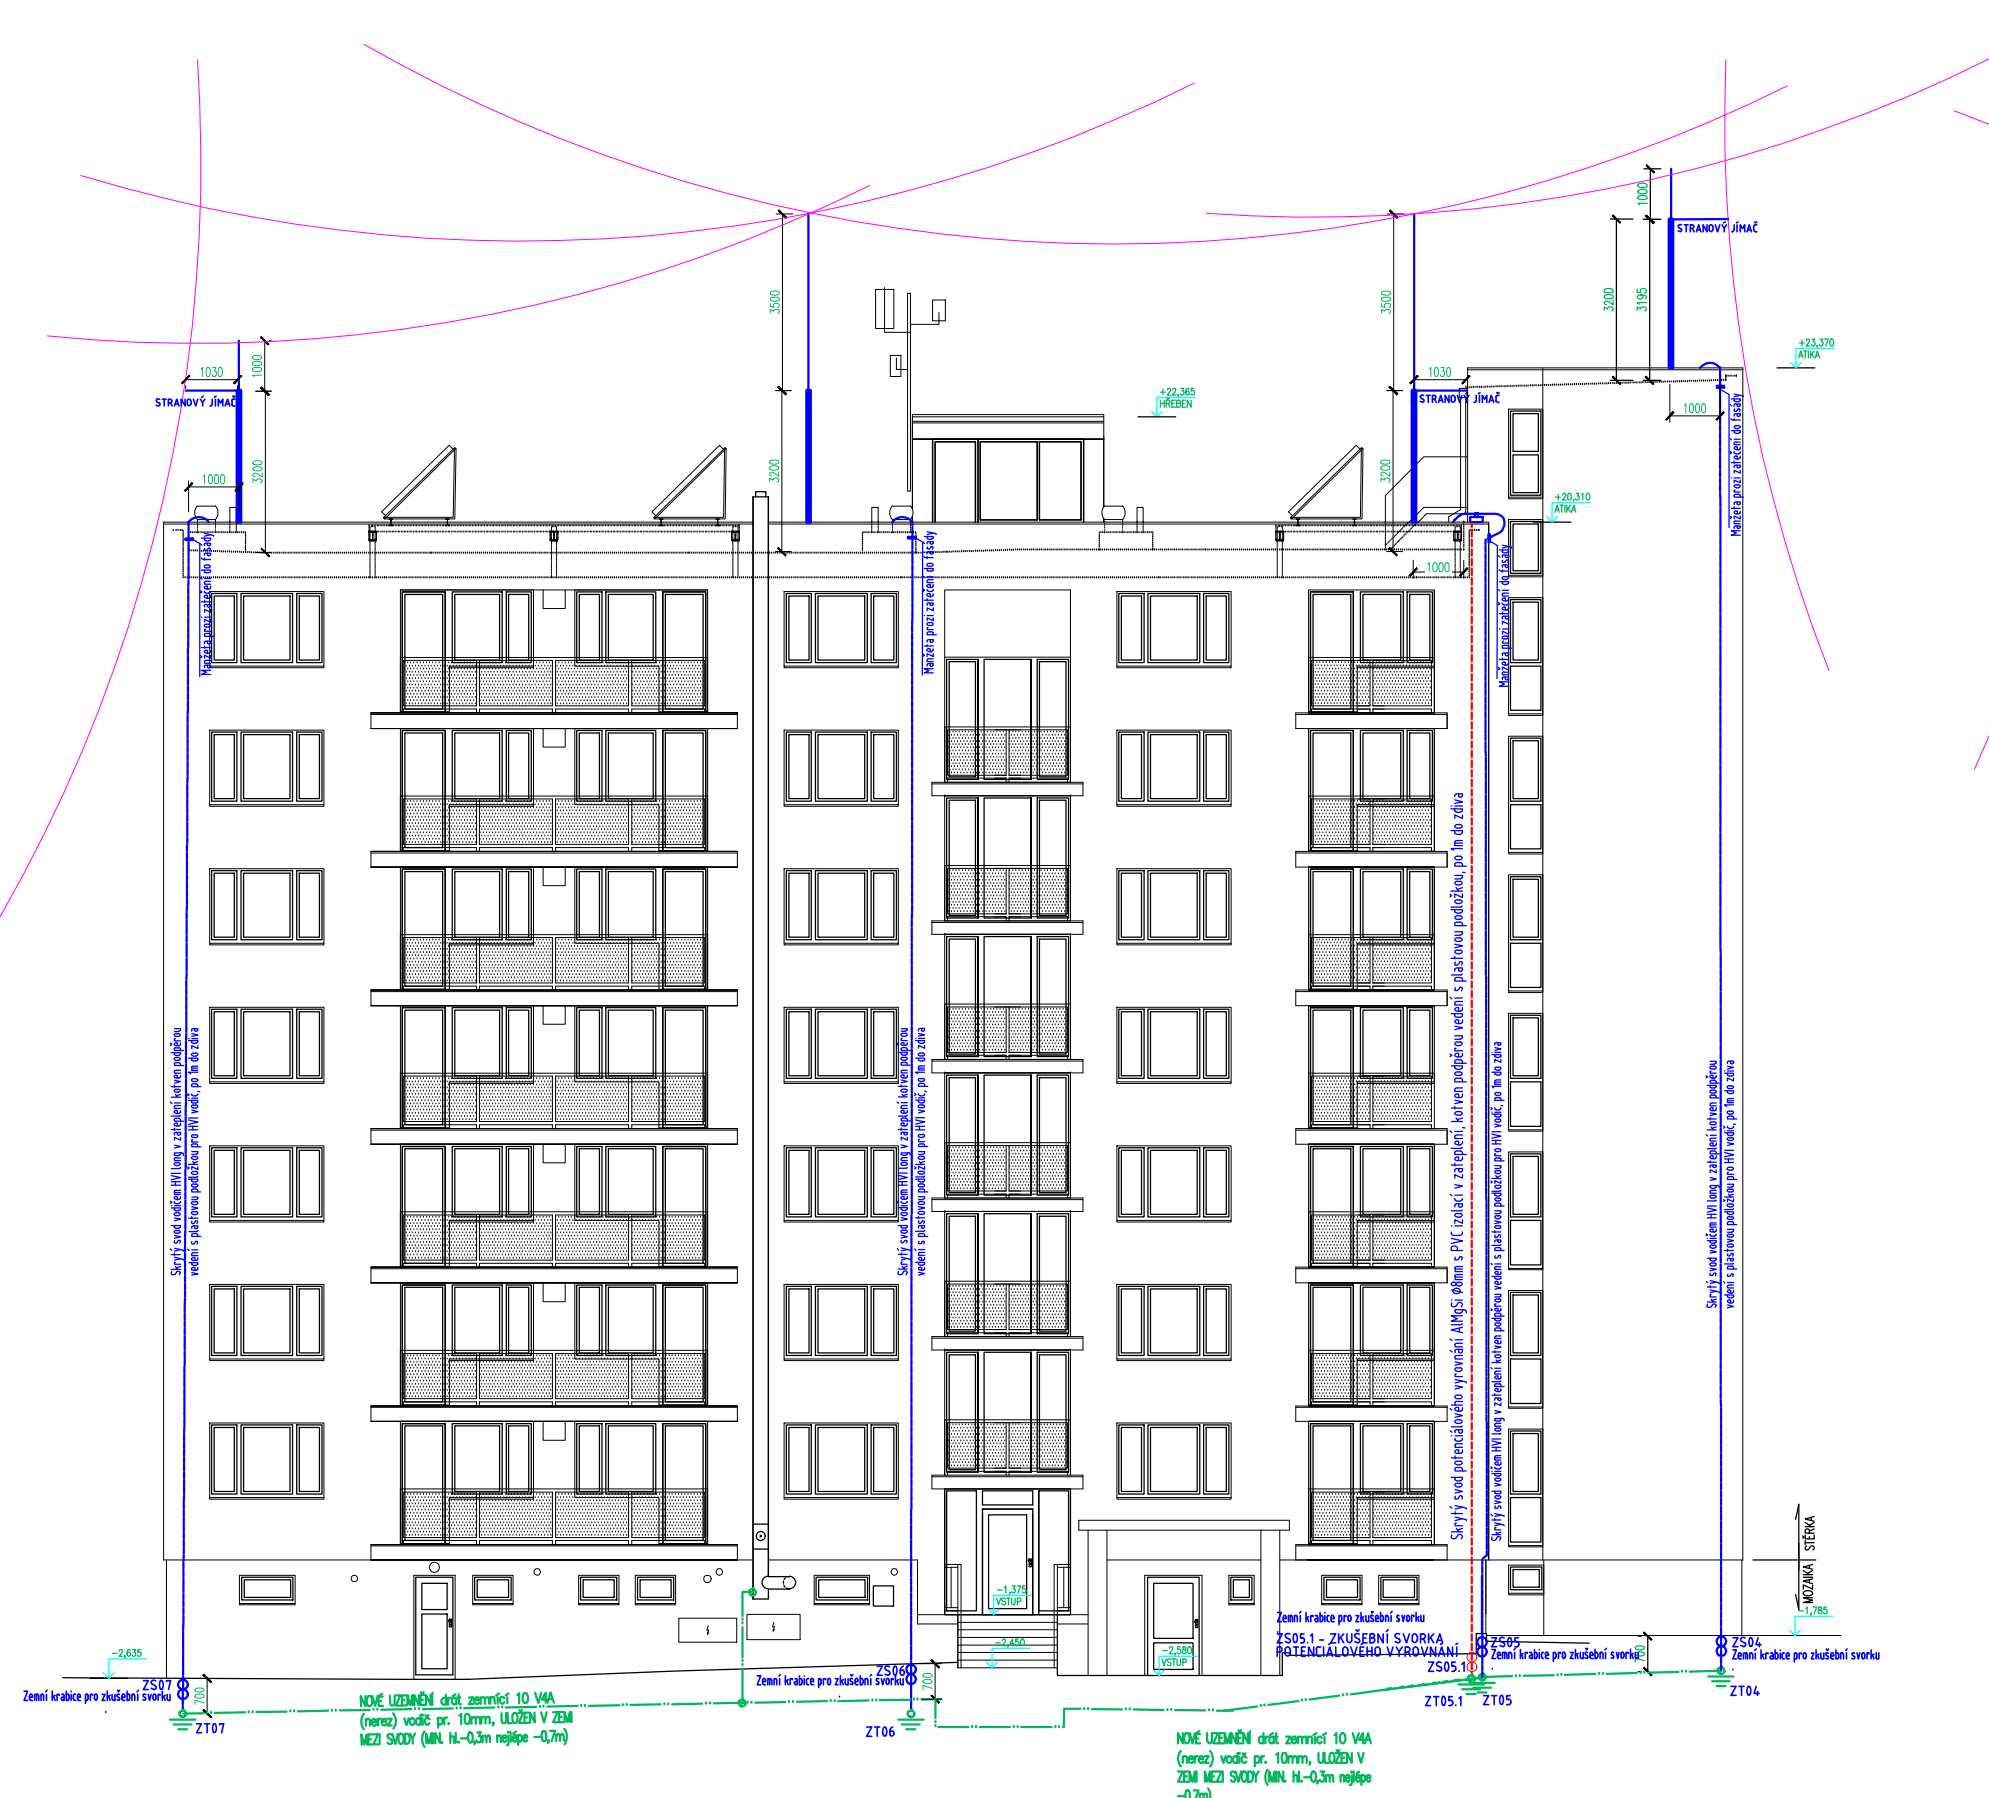 1000
STRANOVÝ JÍMAČ
3500
3500
3200
3195
+23,370
ATIKA
1030
1000
STRANOVÝ JÍMAČ
+22,365
HŘEBEN
1030
STRANOVÝ JÍMAČ
1000
1000
3200
3200
3200
+20,310
ATIKA
1000
Manžeta prozi zatečení do fasády
Manžeta prozi zatečení do fasády
Manžeta prozi zatečení do fasády
Manžeta prozi zatečení do fasády
Skrytý svod vodičem HVI long v zateplení kotven podpěrou
vedení s plastovou podložkou pro HVI vodič, po 1m do zdiva
Skrytý svod vodičem HVI long v zateplení kotven podpěrou
vedení s plastovou podložkou pro HVI vodič, po 1m do zdiva
Skrytý svod potenciálového vyrovnání AlMgSi Ø8mm s PVC izolací v zateplení, kotven podpěrou vedení s plastovou podložkou, po 1m do zdiva
Skrytý svod vodičem HVI long v zateplení kotven podpěrou vedení s plastovou podložkou pro HVI vodič, po 1m do zdiva
Skrytý svod vodičem HVI long v zateplení kotven podpěrou
vedení s plastovou podložkou pro HVI vodič, po 1m do zdiva
STĚRKA
MOZAIKA
-1,785
-1,375
VSTUP
-2,450
-2,580
VSTUP
-2,635
Zemní krabice pro zkušební svorku
ZS05.1 - ZKUŠEBNÍ SVORKA
POTENCIÁLOVÉHO VYROVNÁNÍ
ZS05.1
ZS05
Zemní krabice pro zkušební svorku
700
ZS04
Zemní krabice pro zkušební svorku
ZS06
Zemní krabice pro zkušební svorku
700
ZS07
Zemní krabice pro zkušební svorku
700
ZT07
ZT06
ZT05.1
ZT05
ZT04
NOVÉ UZEMNĚNÍ drát zemnící 10 V4A
(nerez) vodič pr. 10mm, ULOŽEN V ZEMI
MEZI SVODY (MIN. hl.-0,3m nejlépe -0,7m)
NOVÉ UZEMNĚNÍ drát zemnící 10 V4A
(nerez) vodič pr. 10mm, ULOŽEN V
ZEMI MEZI SVODY (MIN. hl.-0,3m nejlépe
-0,7m)